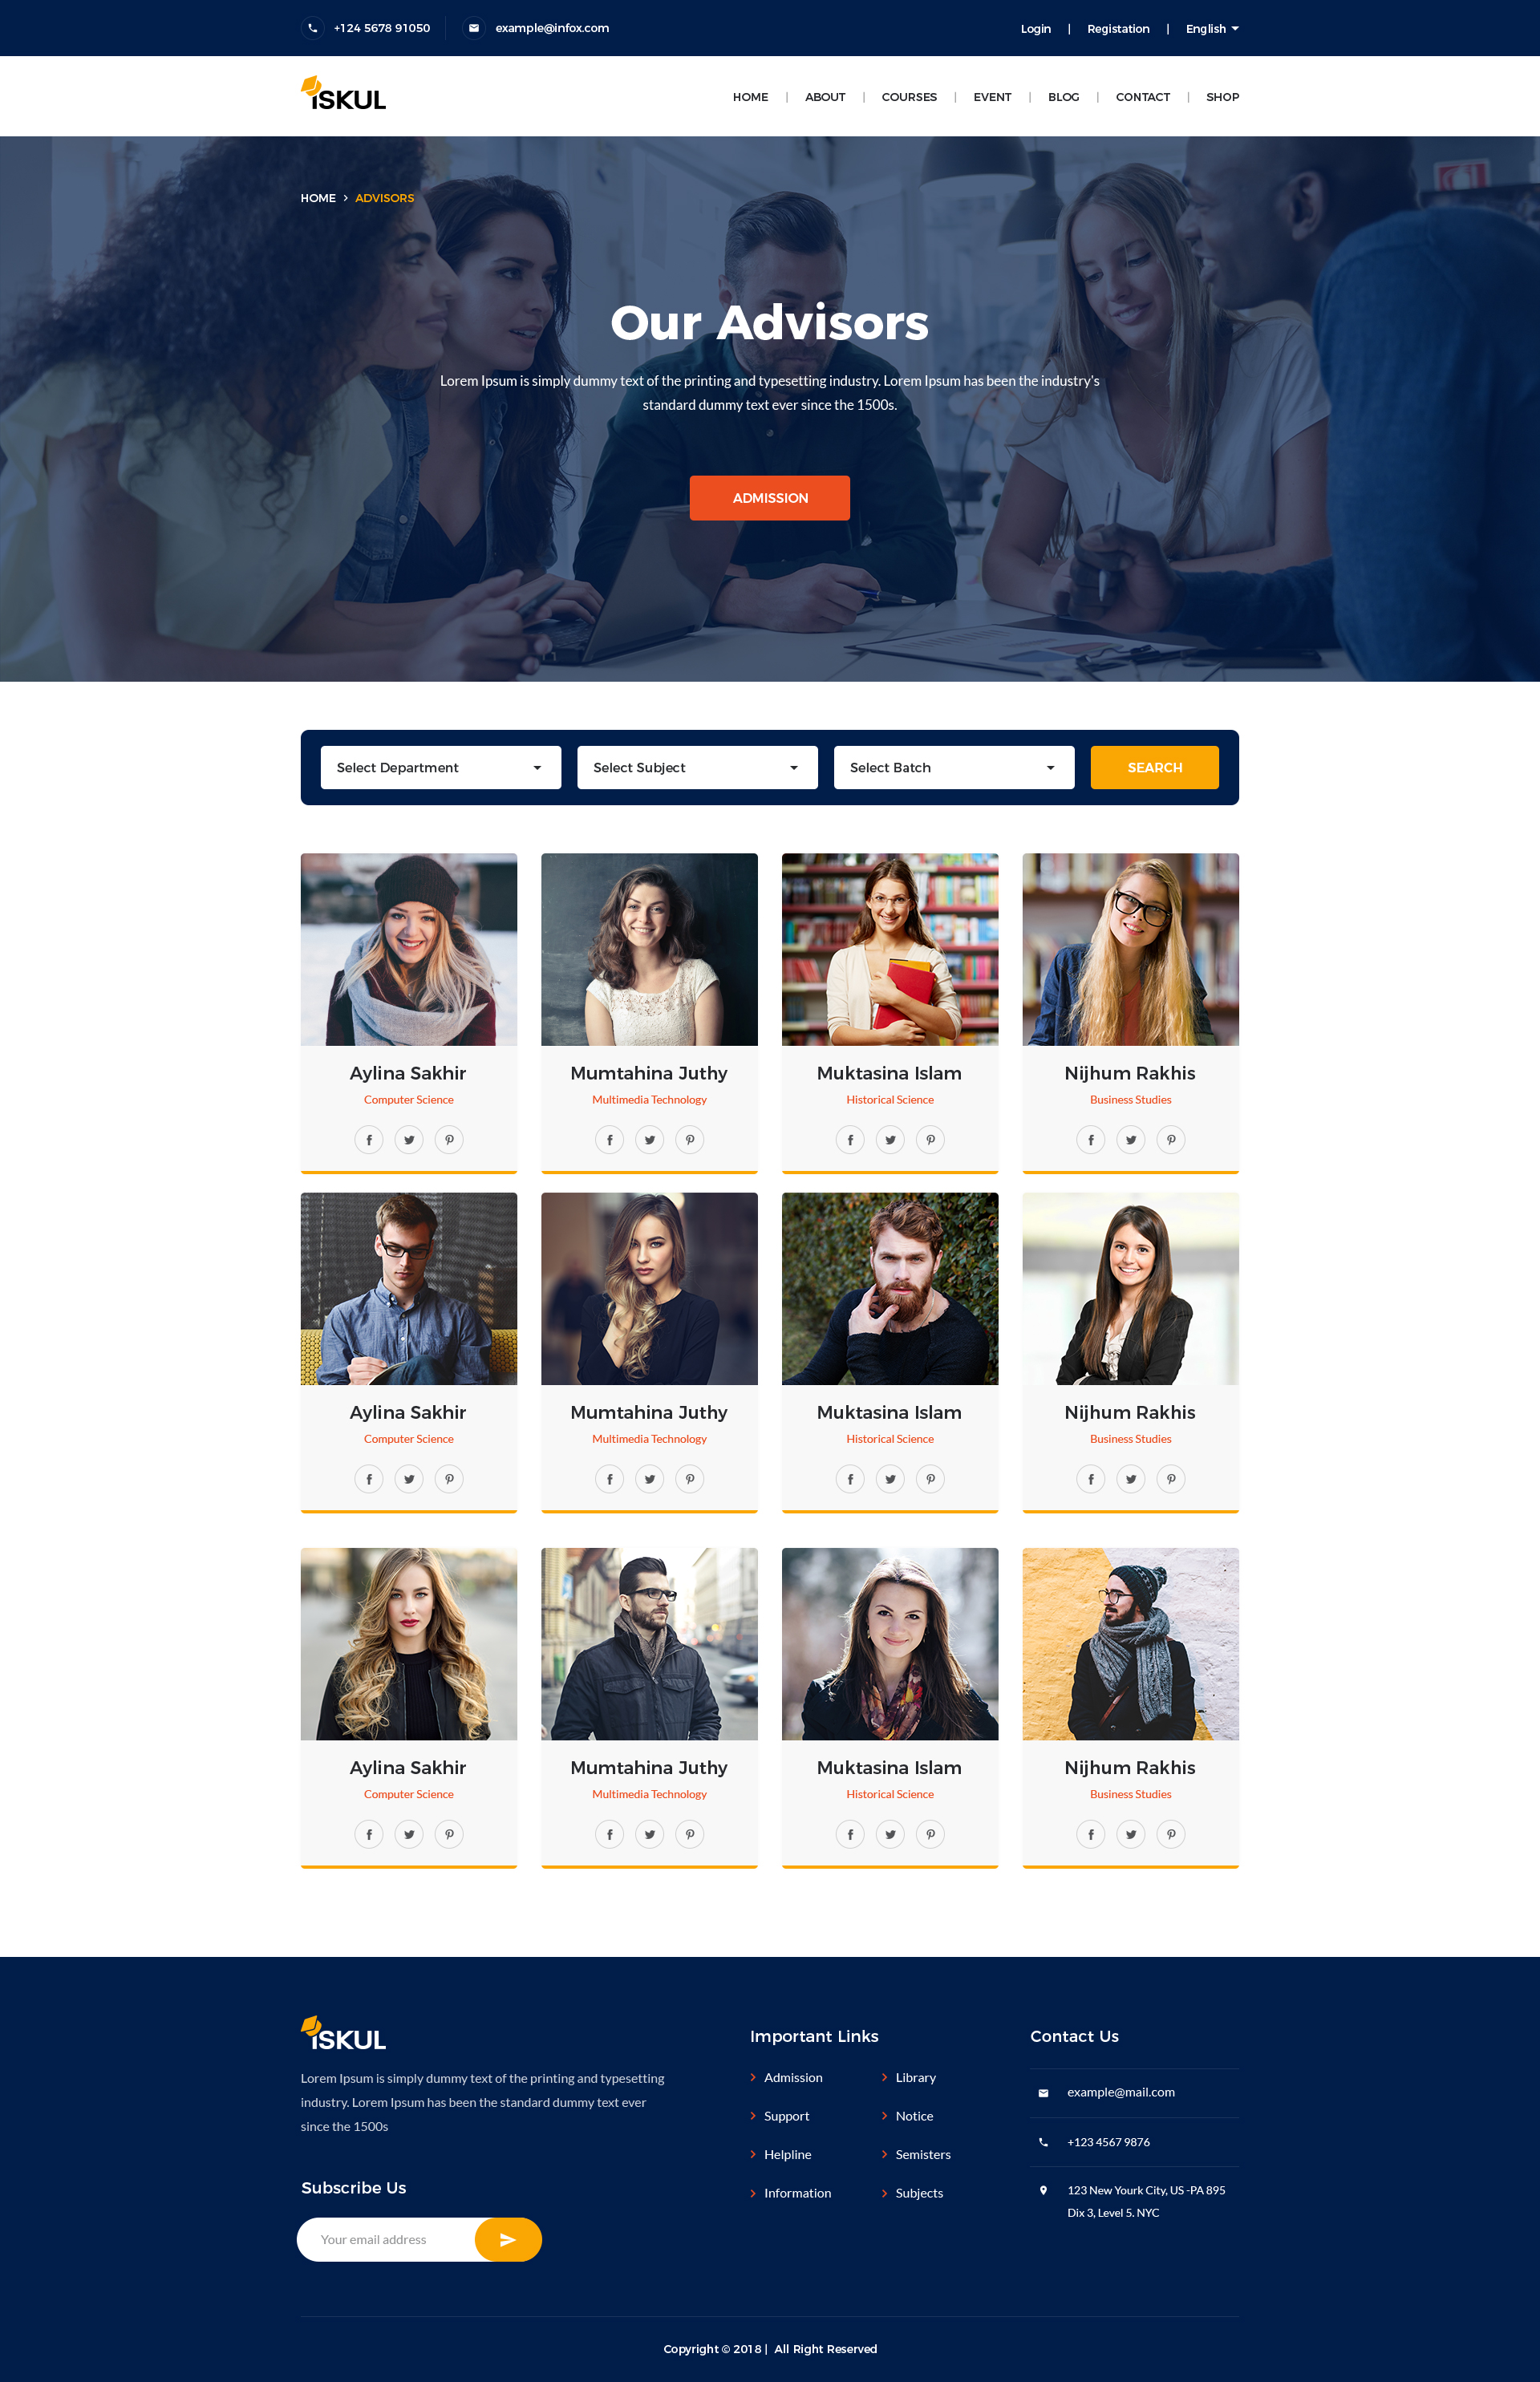 +124 5678 91050 example@infox.com Login | Registation | English
ISKUL HOME | ABOUT | COURSES | EVENT | BLOG | CONTACT | SHOP
HOME > ADVISORS
Our Advisors
Lorem Ipsum is simply dummy text of the printing and typesetting industry. Lorem Ipsum has been the industry's
standard dummy text ever since the 1500s.
ADMISSION
Select Department Select Subject Select Batch SEARCH
Aylina Sakhir Mumtahina Juthy Muktasina Islam Nijhum Rakhis
Computer Science Multimedia Technology Historical Science Business Studies
Aylina Sakhir Mumtahina Juthy Muktasina Islam Nijhum Rakhis
Computer Science Multimedia Technology Historical Science Business Studies
Aylina Sakhir Mumtahina Juthy Muktasina Islam Nijhum Rakhis
Computer Science Multimedia Technology Historical Science Business Studies
ISKUL
Lorem Ipsum is simply dummy text of the printing and typesetting
industry. Lorem Ipsum has been the dummy text ever
since the 1500s
Subscribe Us
Your email address
Important Links
Admission Library
Support Notice
Helpline Semisters
Information Subjects
Contact Us
example@mail.com
+123 4567 9876
123 New Yourk City, US -PA 895
Dix 3, Level 5. NYC
Copyright © 2018 | All Right Reserved